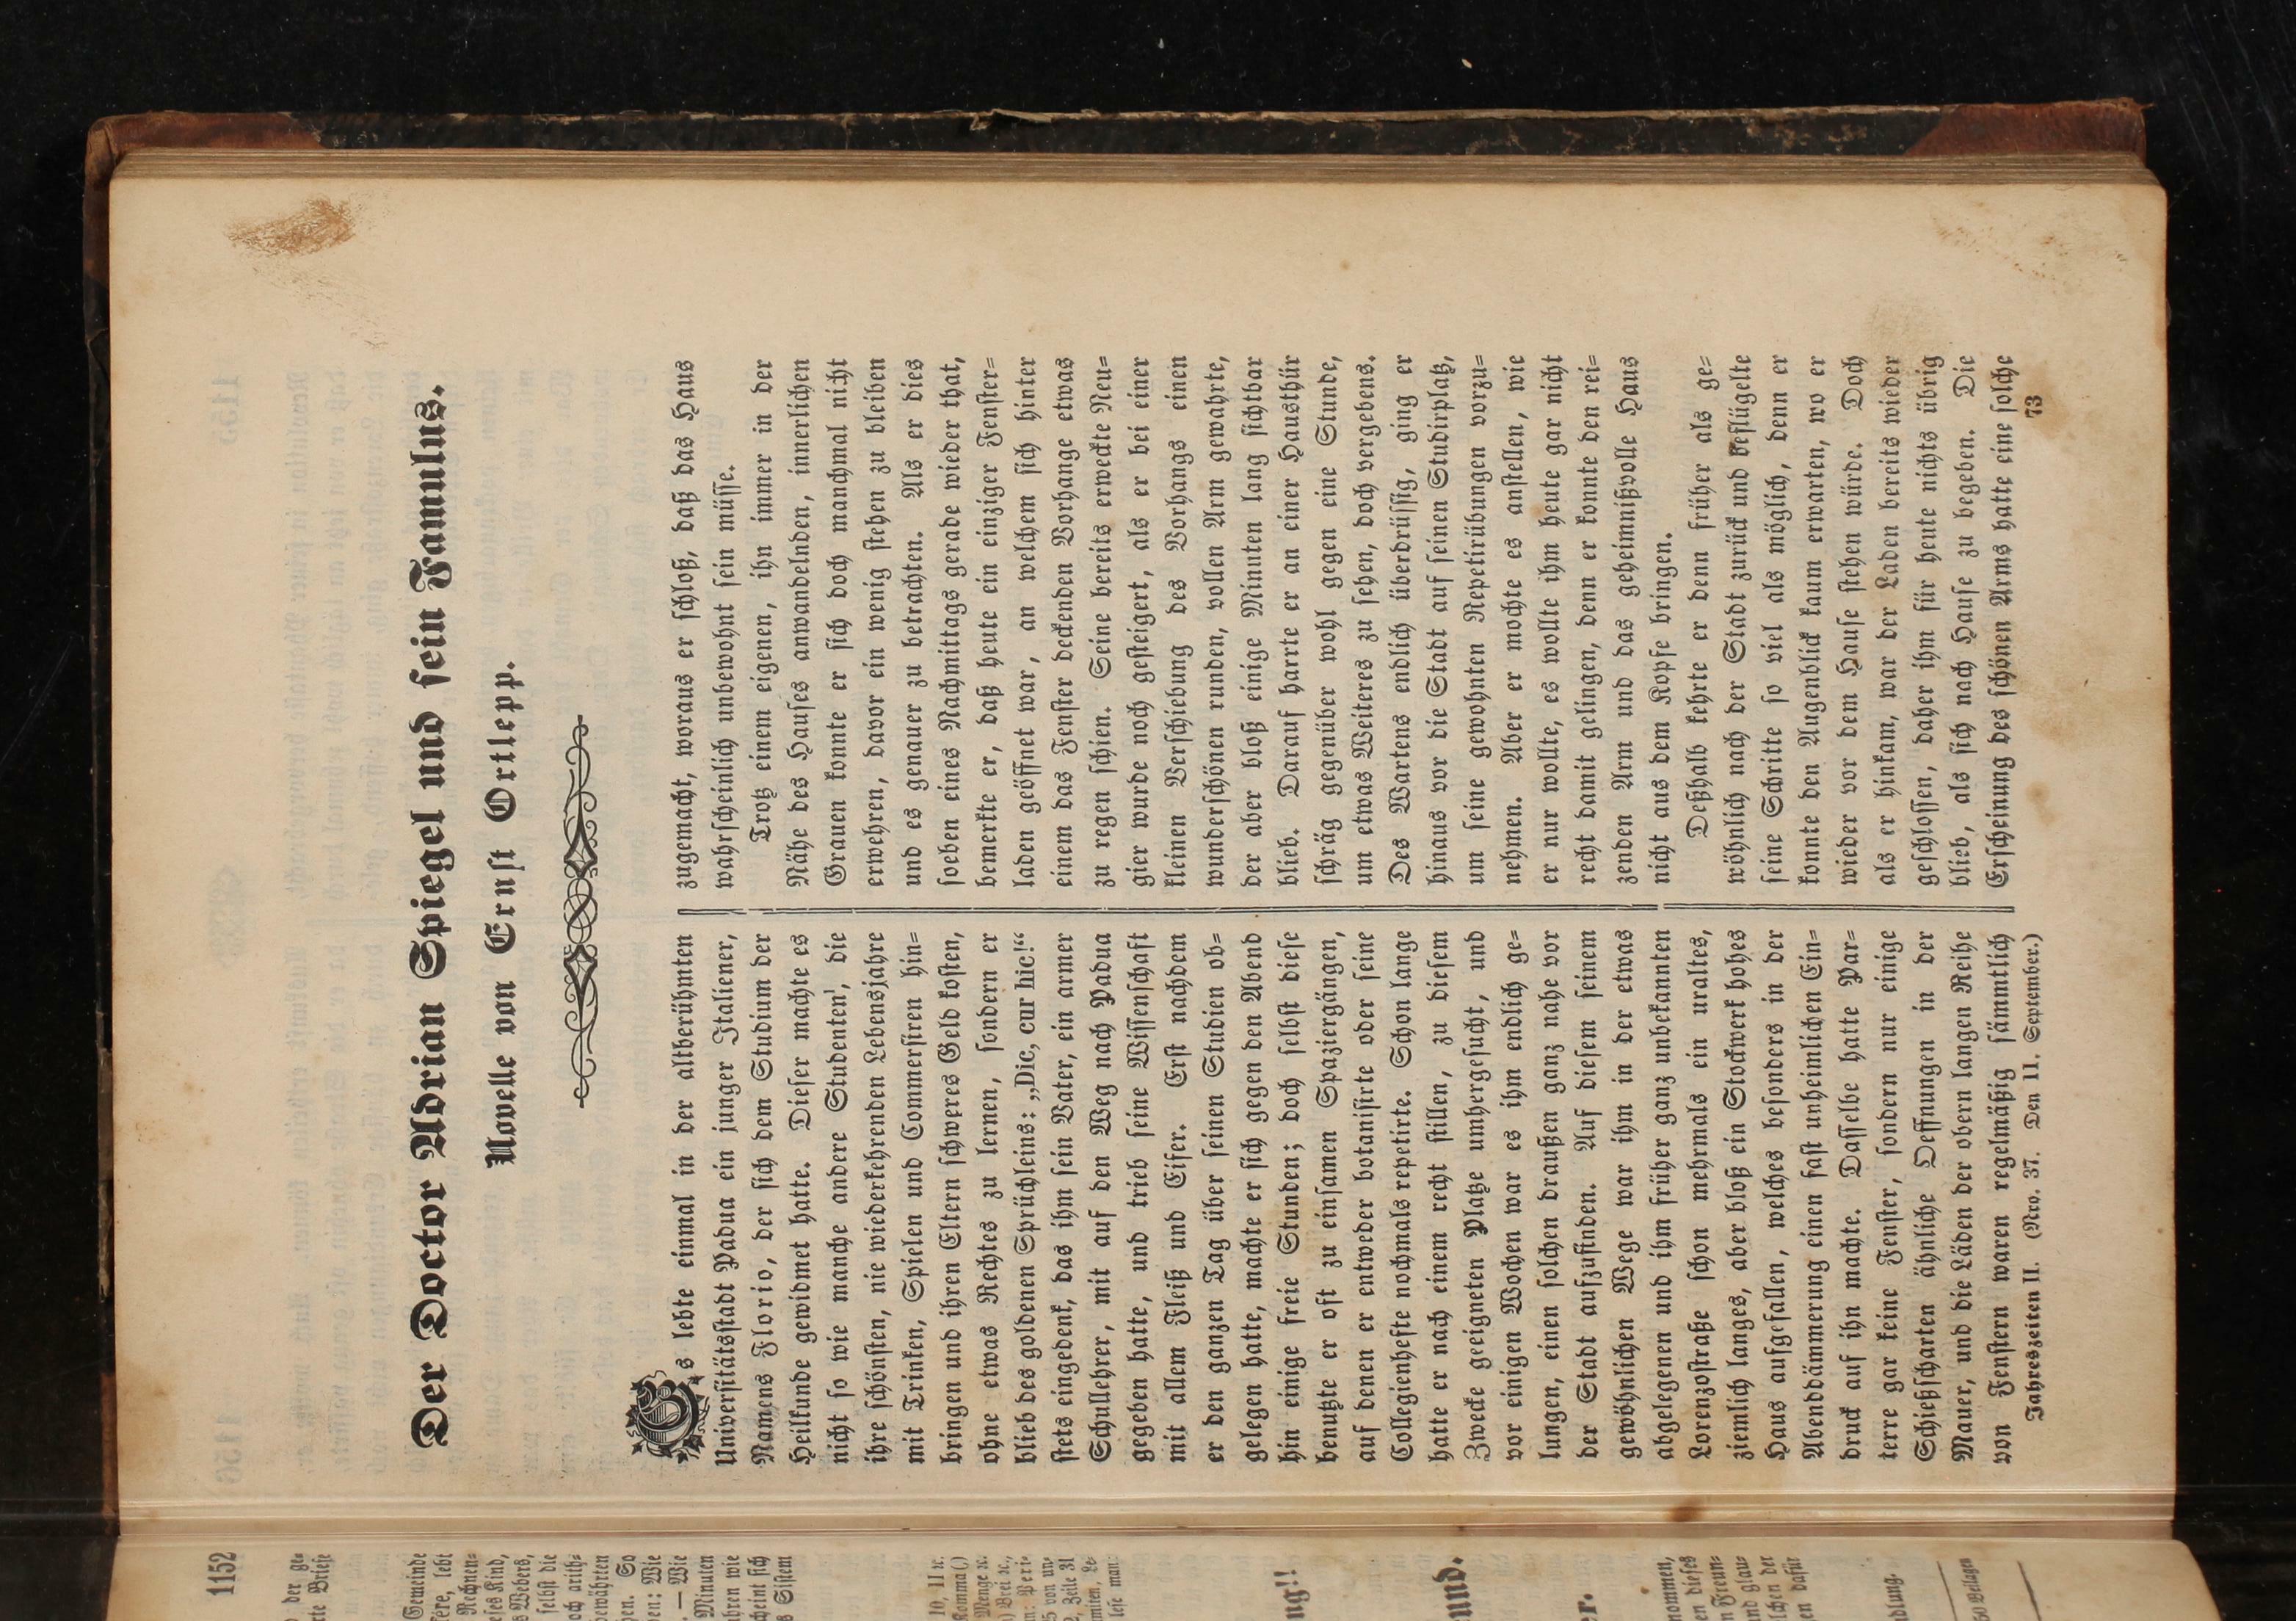 Der Doctor Adrian Spiegel und sein Famulus.
Novelle von Ernst Ortlepp.
Es lebte einmal in der altberühmten
Universitätsstadt Padua ein junger Italiener,
Namens Florio, der sich dem Studium der
Heilkunde gewidmet hatte. Dieser machte es
nicht so wie manche andere Studenten', die
ihre schönsten, nie wiederkehrenden Lebensjahre
mit Trinken, Spielen und Commersiren hin-
bringen und ihren Eltern schweres Geld kosten,
ohne etwas Rechtes zu lernen, sondern er
blieb des goldenen Sprüchleins: „Dic, cur hic!“
stets eingedenk, das ihm sein Vater, ein armer
Schullehrer, mit auf den Weg nach Padua
gegeben hatte, und trieb seine Wissenschaft
mit allem Fleiß und Eifer. Erst nachdem
er den ganzen Tag über seinen Studien ob-
gelegen hatte, machte er sich gegen den Abend
hin einige freie Stunden; doch selbst diese
benutzte er oft zu einsamen Spaziergängen,
auf denen er entweder botanisirte oder seine
Collegienhefte nochmals repetirte. Schon lange
hatte er nach einem recht stillen, zu diesem
Zwecke geeigneten Platze umhergesucht, und
vor einigen Wochen war es ihm endlich ge-
lungen, einen solchen draußen ganz nahe vor
der Stadt aufzufinden. Auf diesem seinem
gewöhnlichen Wege war ihm in der etwas
abgelegenen und ihm früher ganz unbekannten
Lorenzostraße schon mehrmals ein uraltes,
ziemlich langes, aber bloß ein Stockwerk hohes
Haus aufgefallen, welches besonders in der
Abenddämmerung einen fast unheimlichen Ein-
druck auf ihn machte. Dasselbe hatte Par-
terre gar keine Fenster, sondern nur einige
Schießscharten ähnliche Oeffnungen in der
Mauer, und die Läden der obern langen Reihe
von Fenstern waren regelmäßig sämmtlich
zugemacht, woraus er schloß, daß das Haus
wahrscheinlich unbewohnt sein müsse.
Trotz einem eigenen, ihn immer in der
Nähe des Hauses anwandelnden, innerlichen
Grauen konnte er sich doch manchmal nicht
erwehren, davor ein wenig stehen zu bleiben
und es genauer zu betrachten. Als er dies
soeben eines Nachmittags gerade wieder that,
bemerkte er, daß heute ein einziger Fenster-
laden geöffnet war, an welchem sich hinter
einem das Fenster deckenden Vorhange etwas
zu regen schien. Seine bereits erweckte Neu-
gier wurde noch gesteigert, als er bei einer
kleinen Verschiebung des Vorhangs einen
wunderschönen runden, vollen Arm gewahrte,
der aber bloß einige Minuten lang sichtbar
blieb. Darauf harrte er an einer Hausthür
schräg gegenüber wohl gegen eine Stunde,
um etwas Weiteres zu sehen, doch vergebens.
Des Wartens endlich überdrüssig, ging er
hinaus vor die Stadt auf seinen Studirplatz,
um seine gewohnten Repetirübungen vorzu-
nehmen. Aber er mochte es anstellen, wie
er nur wollte, es wollte ihm heute gar nicht
recht damit gelingen, denn er konnte den rei-
zenden Arm und das geheimnißvolle Haus
nicht aus dem Kopfe bringen.
Deßhalb kehrte er denn früher als ge-
wöhnlich nach der Stadt zurück und beflügelte
seine Schritte so viel als möglich, denn er
konnte den Augenblick kaum erwarten, wo er
wieder vor dem Hause stehen würde. Doch
als er hinkam, war der Laden bereits wieder
geschlossen, daher ihm für heute nichts übrig
blieb, als sich nach Hause zu begeben. Die
Erscheinung des schönen Arms hatte eine solche
Jahreszeiten II. (Nro. 37. Den 11. September.)
73
1152